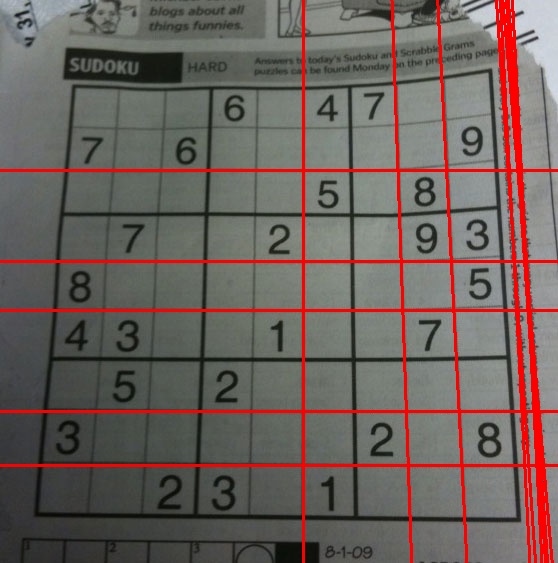 31,
blogs about all
things funnies.
SUDOKU HARD
Answers to today's Sudoku and Scrabble Grams
puzzles can be found Monday on the preceding page
6 4 7
7 6 9
5 8
7 2 9 3
8 5
4 3 1 7
5 2
3 2 8
2 3 1
1 2 3
8-1-09